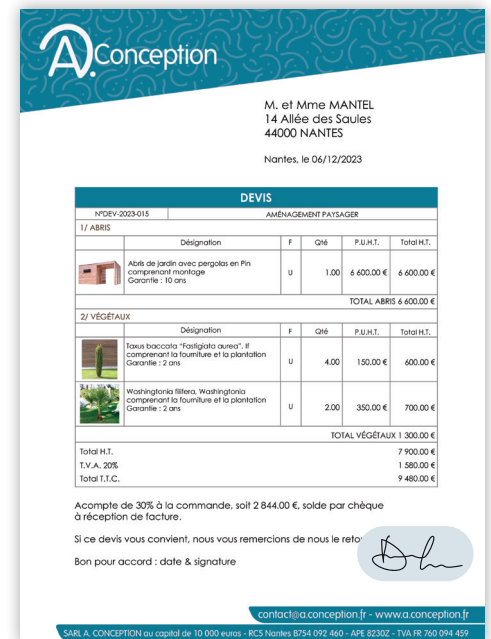 A.Conception
M. et Mme MANTEL
14 Allée des Saules
44000 NANTES
Nantes, le 06/12/2023
DEVIS
N°DEV-2023-015 AMÉNAGEMENT PAYSAGER
1/ ABRIS
Désignation F Qté P.U.H.T. Total H.T.
Abris de jardin avec pergolas en Pin
comprenant montage
Garantie : 10 ans
U 1.00 6 600.00 € 6 600.00 €
TOTAL ABRIS 6 600.00 €
2/ VÉGÉTAUX
Désignation F Qté P.U.H.T. Total H.T.
Taxus baccata "Fastigiata aurea". If
comprenant la fourniture et la plantation
Garantie : 2 ans
U 4.00 150.00 € 600.00 €
Washingtonia filifera, Washingtonia
comprenant la fourniture et la plantation
Garantie : 2 ans
U 2.00 350.00 € 700.00 €
TOTAL VÉGÉTAUX 1 300.00 €
Total H.T. 7 900.00 €
T.V.A. 20% 1 580.00 €
Total T.T.C. 9 480.00 €
Acompte de 30% à la commande, soit 2 844.00 €, solde par chèque
à réception de facture.
Si ce devis vous convient, nous vous remercions de nous le
Bon pour accord : date & signature
contact@a.conception.fr - www.a.conception.fr
SARL A. CONCEPTION au capital de 10 000 euros - RCS Nantes B754 092 460 - APE 8230Z - TVA FR 760 094 459